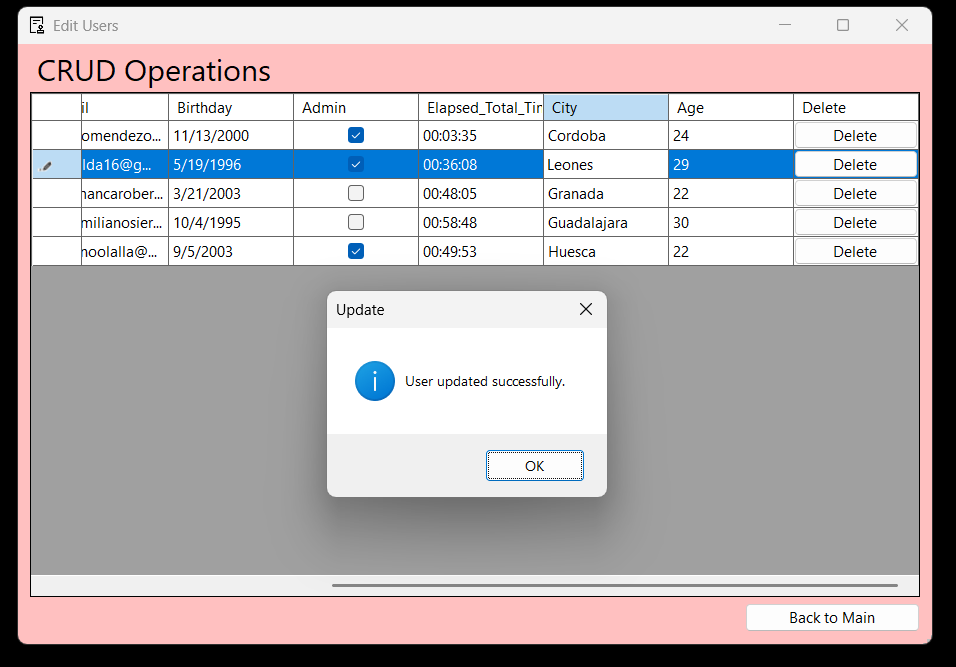 Edit Users
CRUD Operations
il Birthday Admin Elapsed_Total_Tir City Age Delete
omendezo... 11/13/2000 00:03:35 Cordoba 24 Delete
lda16@g... 5/19/1996 00:36:08 Leones 29 Delete
nancarober... 3/21/2003 00:48:05 Granada 22 Delete
milianosier... 10/4/1995 00:58:48 Guadalajara 30 Delete
noolalla@... 9/5/2003 00:49:53 Huesca 22 Delete
Update
User updated successfully.
OK
Back to Main